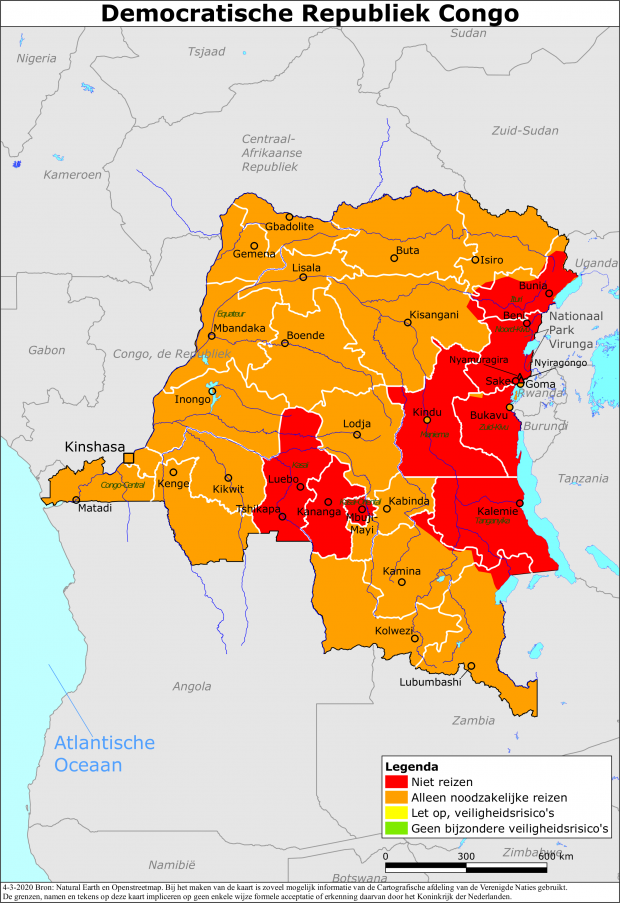 Democratische Republiek Congo
Sudan
Nigeria
Tsjaad
Zuid-Sudan
Centraal-
Afrikaanse
Republiek
Kameroen
Gbadolite
Gemena
Buta
Isiro
Uganda
Lisala
Bunia
Ituri
Equateur
Kisangani
Beni
Noord-Kivu
Nationaal
Park
Virunga
Mbandaka
Boende
Gabon
Congo, de Republiek
Nyamuragira
Nyiragongo
Sake
Goma
Inongo
Rwanda
Kindu
Bukavu
Maniema
Zuid-Kivu
Burundi
Lodja
Kinshasa
Kasaï
Tanzania
Kenge
Kikwit
Luebo
Congo-Central
Matadi
Kananga
Kabinda
Tshikapa
Mbuji-
Mayi
Kalemie
Tanganyika
Kamina
Kolwezi
Lubumbashi
Angola
Zambia
Atlantische
Oceaan
Legenda
Niet reizen
Alleen noodzakelijke reizen
Let op, veiligheidsrisico's
Geen bijzondere veiligheidsrisico's
Zimbabwe
0 300 600 km
Namibië
Botswana
4-3-2020 Bron: Natural Earth en Openstreetmap. Bij het maken van de kaart is zoveel mogelijk informatie van de Cartografische afdeling van de Verenigde Naties gebruikt.
De grenzen, namen en tekens op deze kaart impliceren op geen enkele wijze formele acceptatie of erkenning daarvan door het Koninkrijk der Nederlanden.